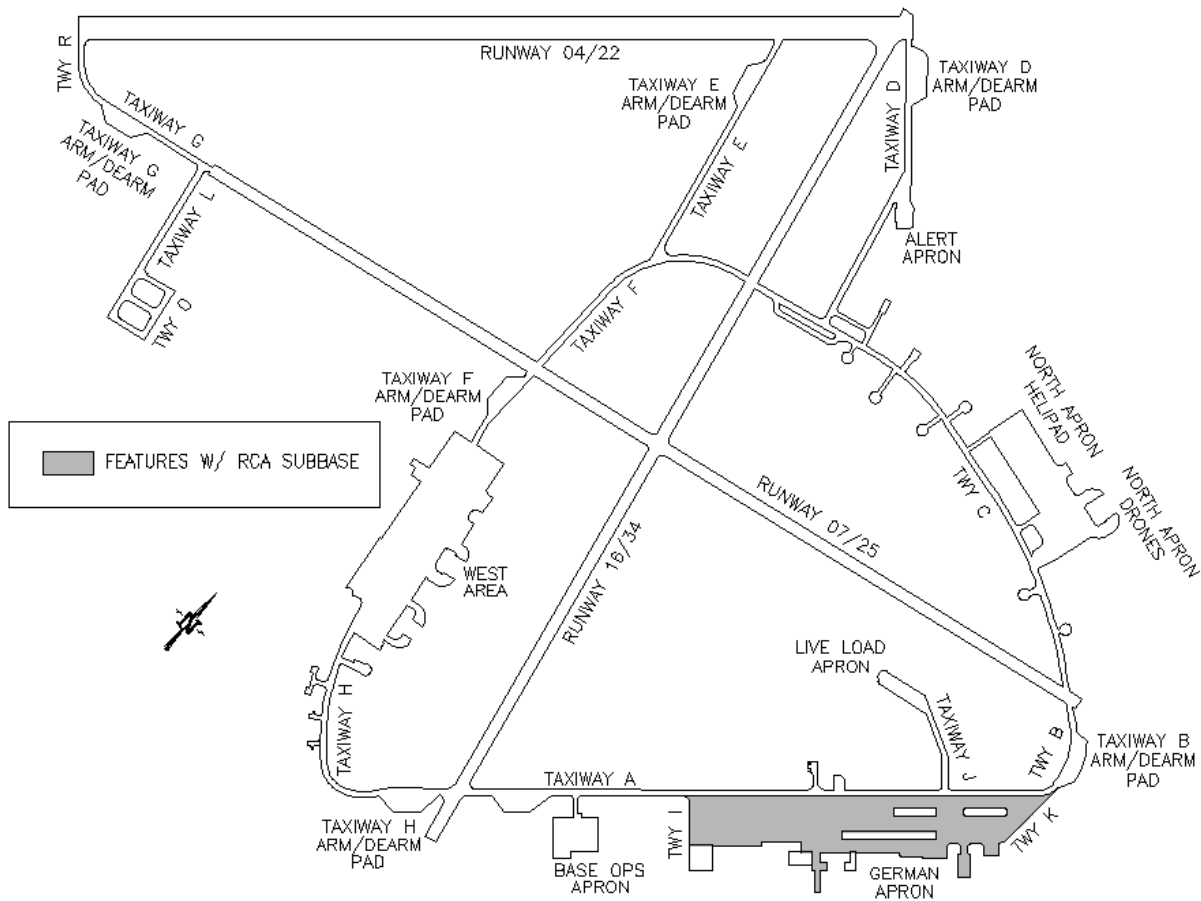 RUNWAY 04/22
TWY R
TAXIWAY G
TAXIWAY G
ARM/DEARM
PAD
TAXIWAY L
TWY O
TAXIWAY E
ARM/DEARM
PAD
TAXIWAY E
TAXIWAY D
TAXIWAY D
ARM/DEARM
PAD
ALERT
APRON
TAXIWAY F
TAXIWAY F
ARM/DEARM
PAD
NORTH APRON
HELIPAD
NORTH APRON
DRONES
TWY C
FEATURES W/ RCA SUBBASE
RUNWAY 07/25
WEST
AREA
RUNWAY 16/34
LIVE LOAD
APRON
TAXIWAY H
TAXIWAY J
TWY B
TAXIWAY B
ARM/DEARM
PAD
TAXIWAY A
TAXIWAY H
ARM/DEARM
PAD
BASE OPS
APRON
TWY I
GERMAN
APRON
TWY K